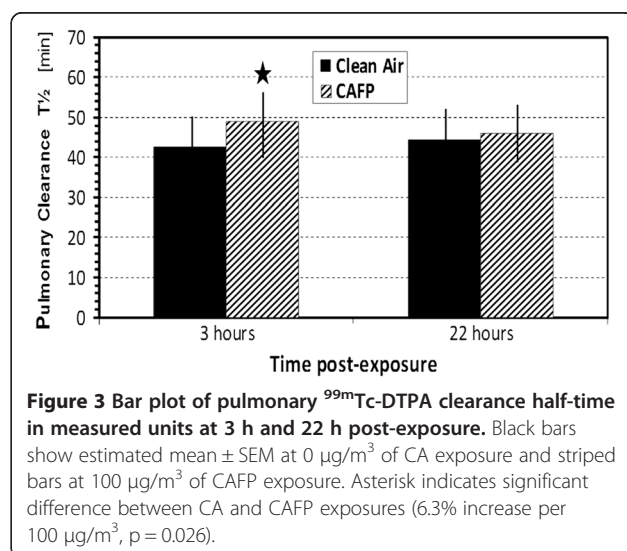 70
60
50
40
30
20
10
0
Pulmonary Clearance T½ [min]
Clean Air
CAFP
3 hours
22 hours
Time post-exposure
Figure 3 Bar plot of pulmonary ⁹⁹ᵐTc-DTPA clearance half-time
in measured units at 3 h and 22 h post-exposure. Black bars
show estimated mean ± SEM at 0 μg/m³ of CA exposure and striped
bars at 100 μg/m³ of CAFP exposure. Asterisk indicates significant
difference between CA and CAFP exposures (6.3% increase per
100 μg/m³, p = 0.026).